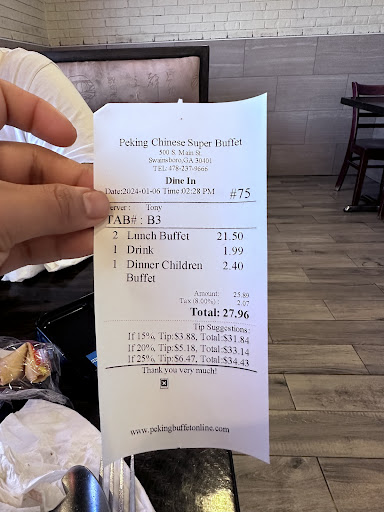 Peking Chinese Super Buffet
500 S. Main St
Swainsboro,GA 30401
TEL: 478-237-9666
Dine In
Date:2024-01-06 Time:02:28 PM #75
erver : Tony
TAB# : B3
2 Lunch Buffet 21.50
1 Drink 1.99
1 Dinner Children 2.40
Buffet
Amount: 25.89
Tax(8.00%) : 2.07
Total: 27.96
Tip Suggestions:
If 15%, Tip:$3.88, Total:$31.84
If 20%, Tip:$5.18, Total:$33.14
If 25%, Tip:$6.47, Total:$34.43
Thank you very much!
www.pekingbuffetonline.com